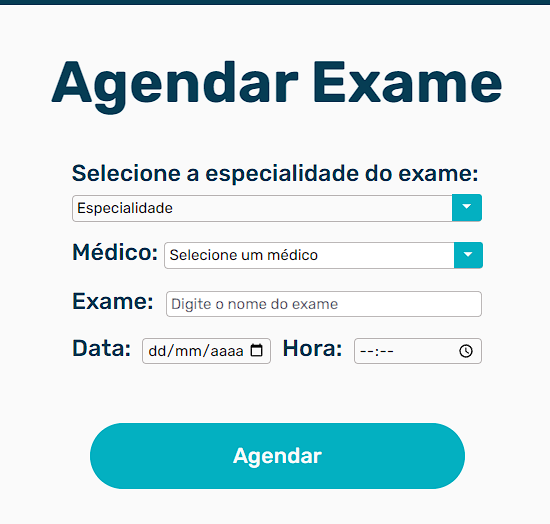 Agendar Exame
Selecione a especialidade do exame:
Especialidade
Médico: Selecione um médico
Exame: Digite o nome do exame
Data: dd/mm/aaaa Hora: --:--
Agendar